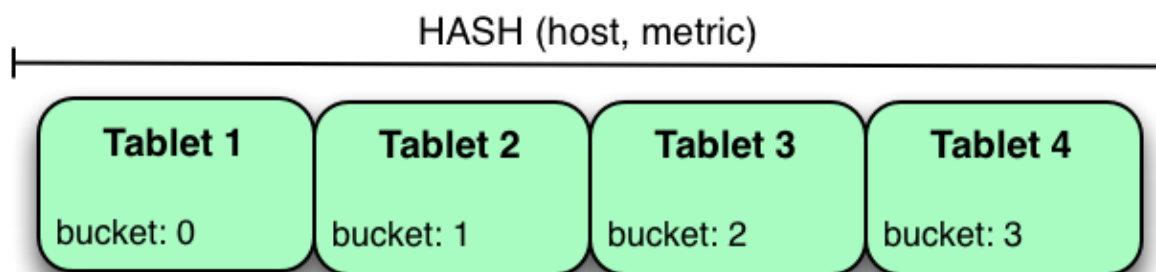 HASH (host, metric)
Tablet 1
Tablet 2
Tablet 3
Tablet 4
bucket: 0
bucket: 1
bucket: 2
bucket: 3